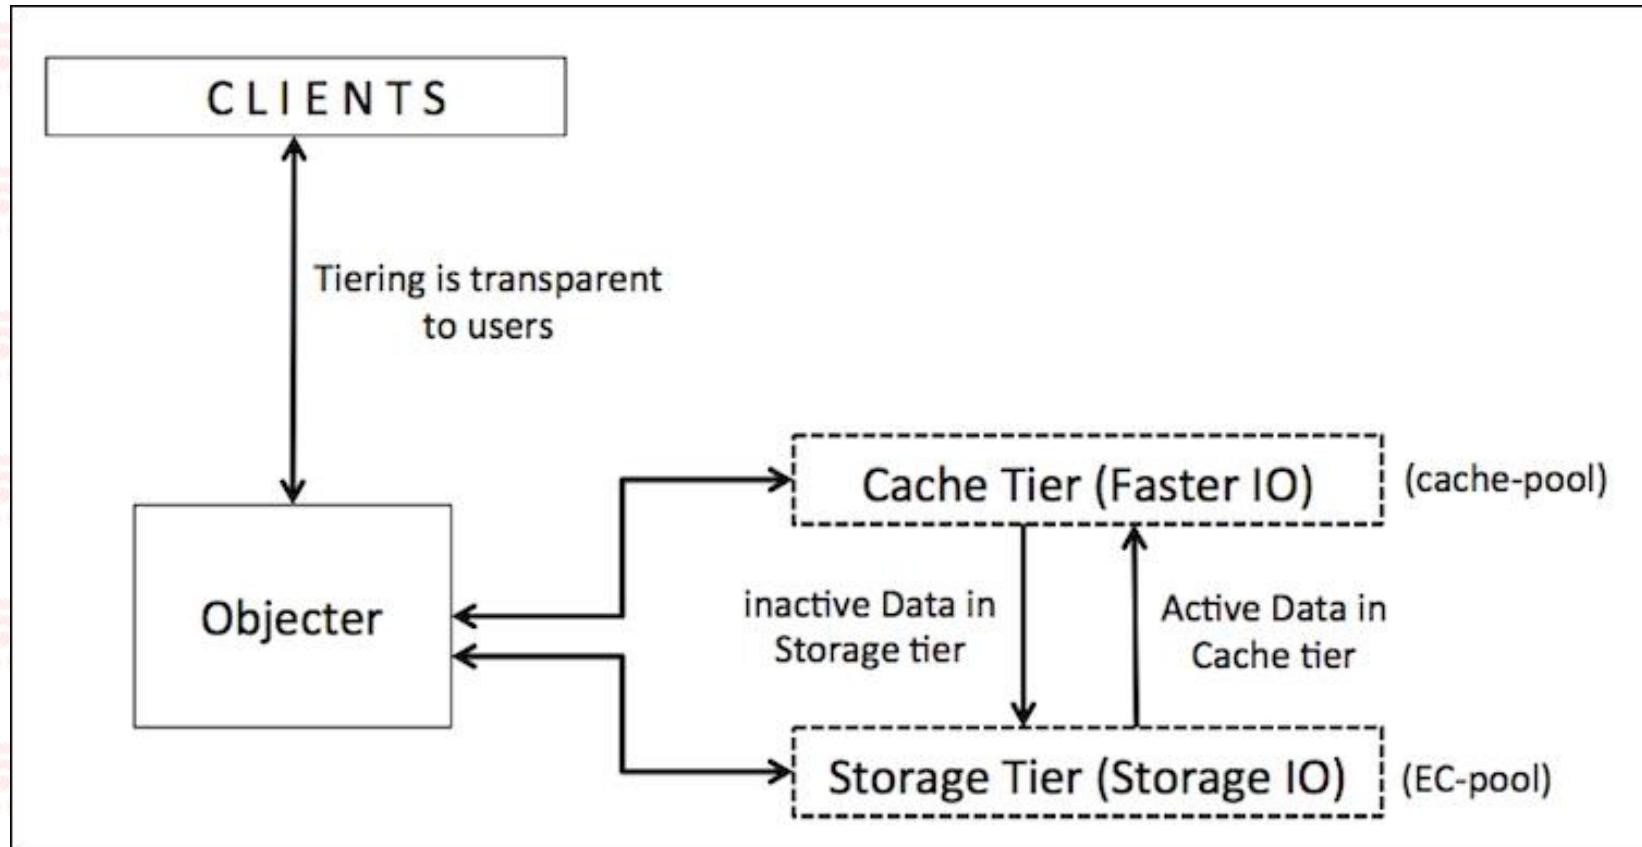 CLIENTS
Tiering is transparent
to users
Cache Tier (Faster IO)
(cache-pool)
Objecter
inactive Data in
Storage tier
Active Data in
Cache tier
Storage Tier (Storage IO)
(EC-pool)